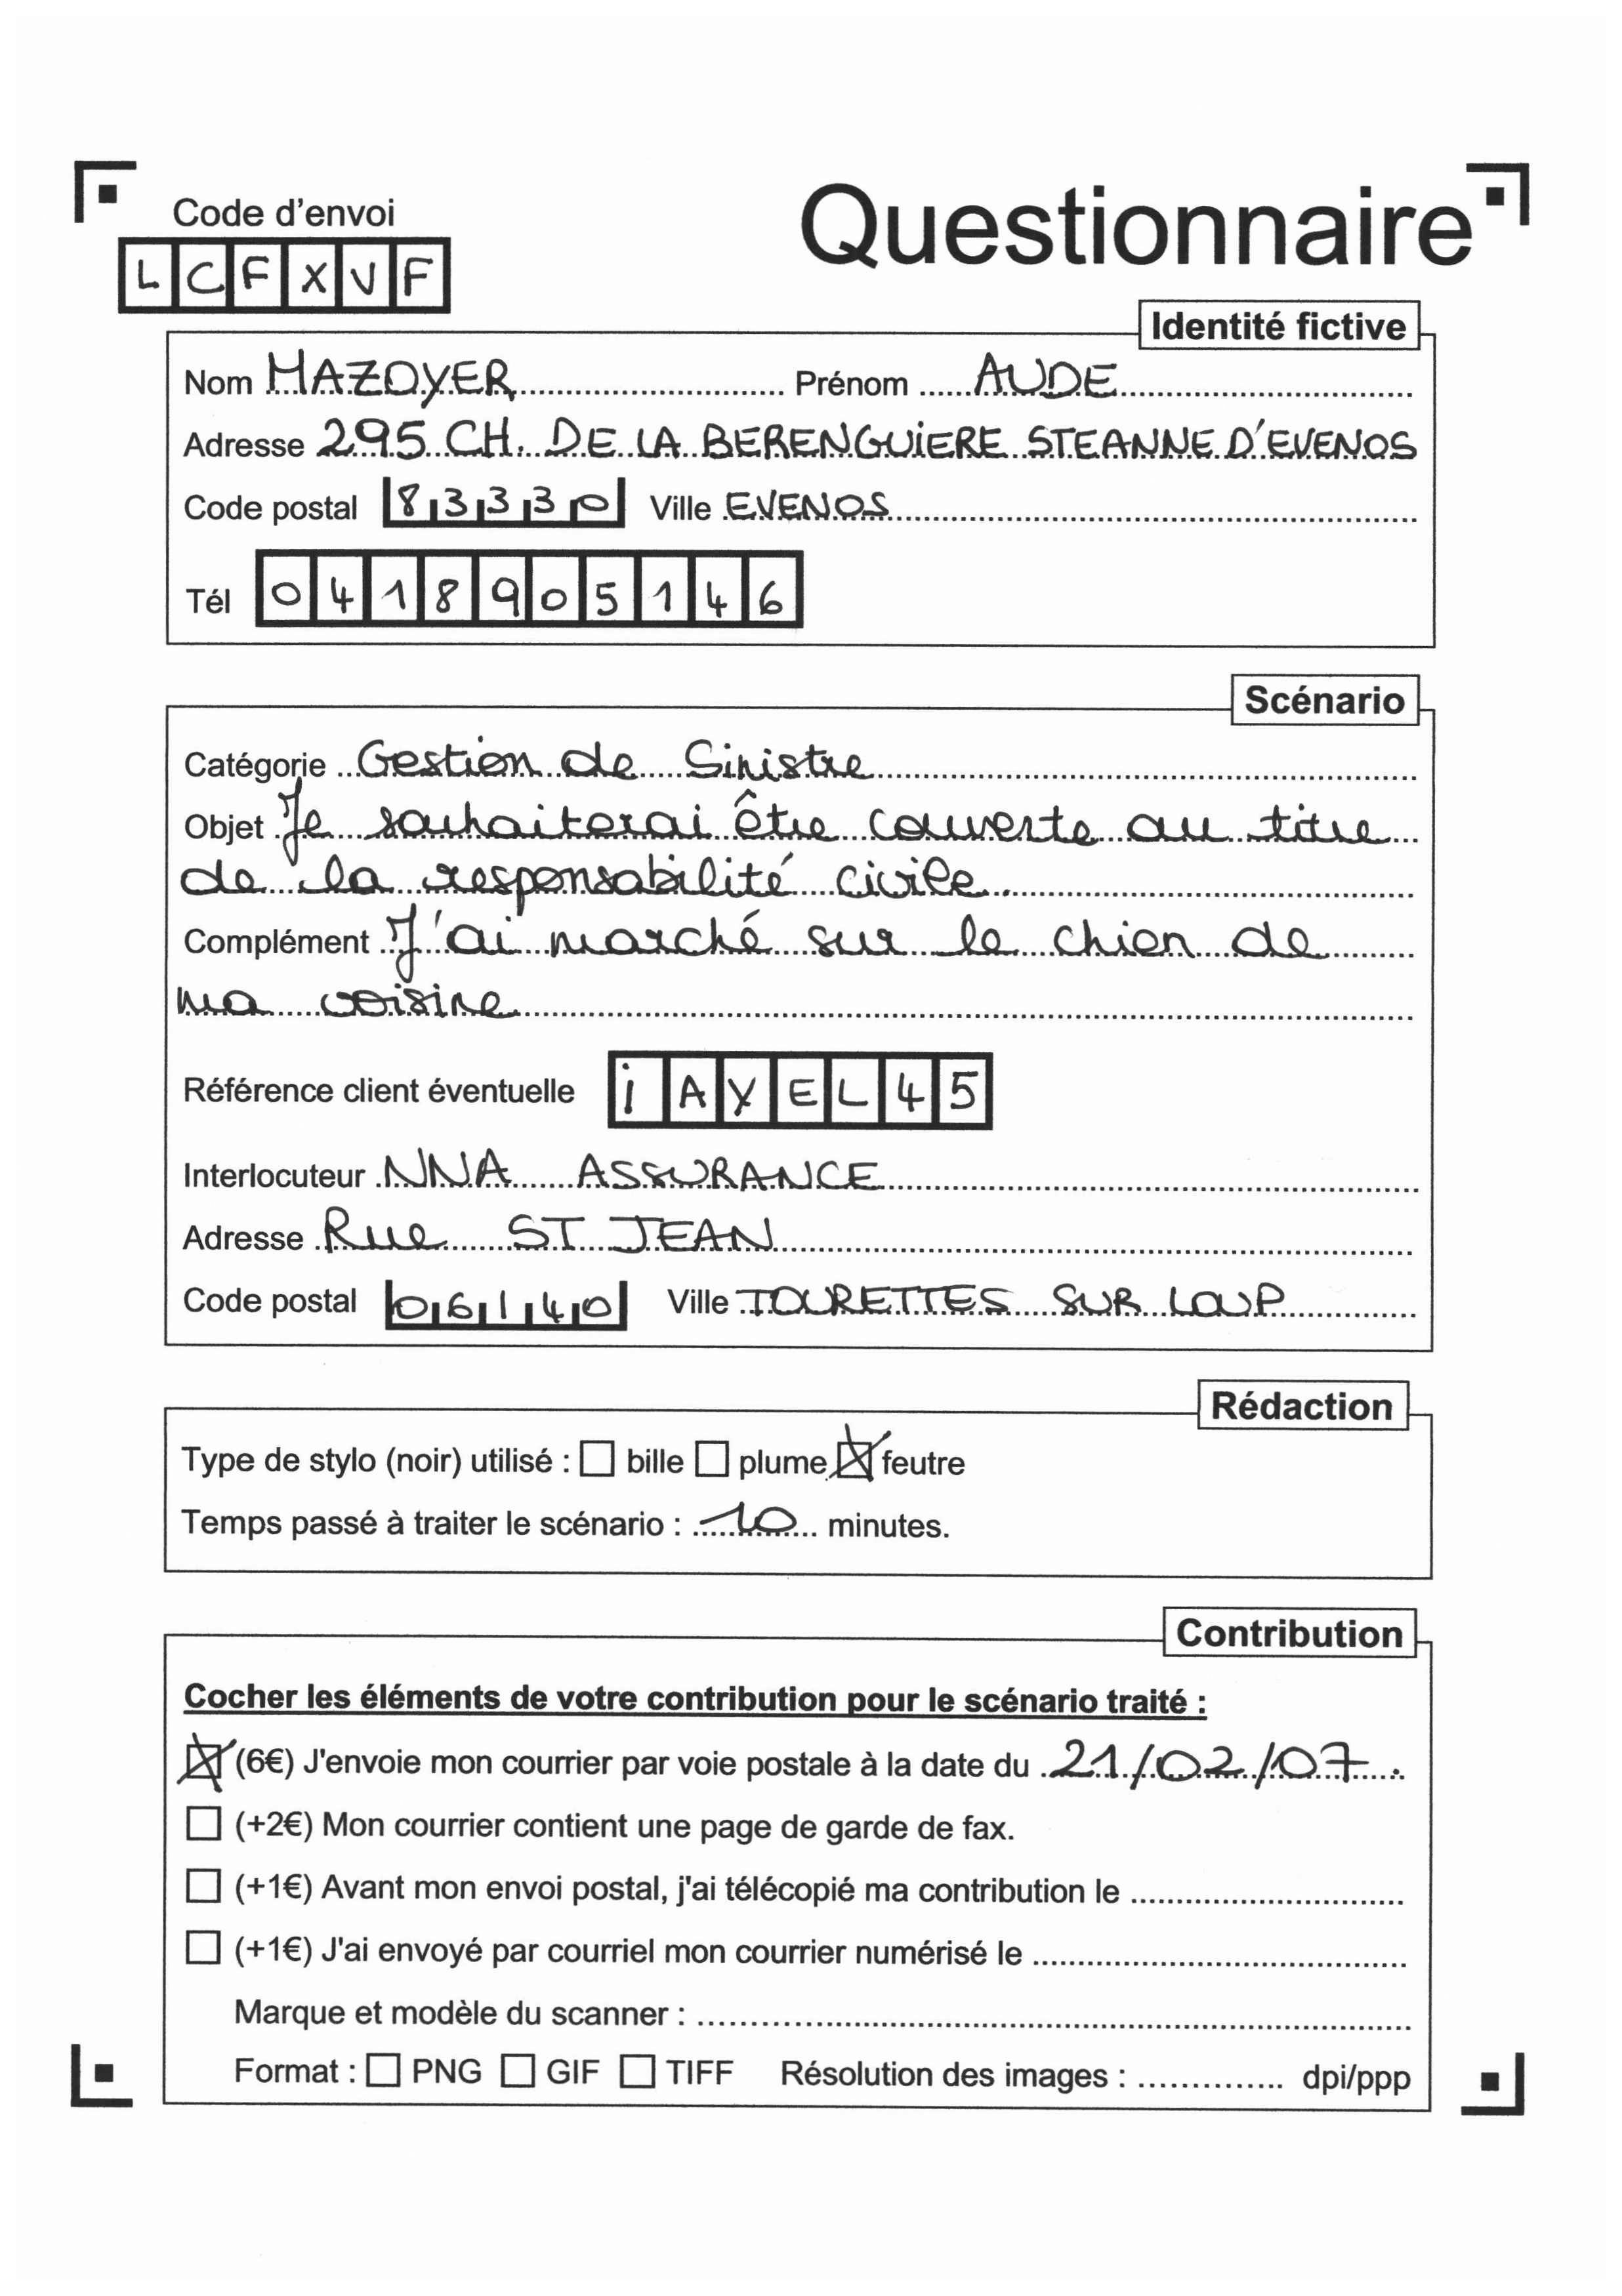 Code d'envoi
Questionnaire
LCFXVF
Identité fictive
Nom MAZOYER Prénom AUDE
Adresse 295 CH. DE LA BERENGUIERE STEANNE D'EVENOS
Code postal 83330 Ville EVENOS
Tél 0418905146
Scénario
Catégorie Gestion de Sinistre
Objet Je souhaiterai être couverte au titre
de la responsabilité civile.
Complément J'ai marché sur le chien de
ma voisine
Référence client éventuelle iAYEL45
Interlocuteur NNA ASSURANCE
Adresse Rue ST JEAN
Code postal 06140 Ville TOURETTES SUR LOUP
Rédaction
Type de stylo (noir) utilisé : bille plume feutre
Temps passé à traiter le scénario : 10 minutes.
Contribution
Cocher les éléments de votre contribution pour le scénario traité :
(6€) J'envoie mon courrier par voie postale à la date du 21/02/07.
(+2€) Mon courrier contient une page de garde de fax.
(+1€) Avant mon envoi postal, j'ai télécopié ma contribution le
(+1€) J'ai envoyé par courriel mon courrier numérisé le
Marque et modèle du scanner :
Format : PNG GIF TIFF Résolution des images : dpi/ppp